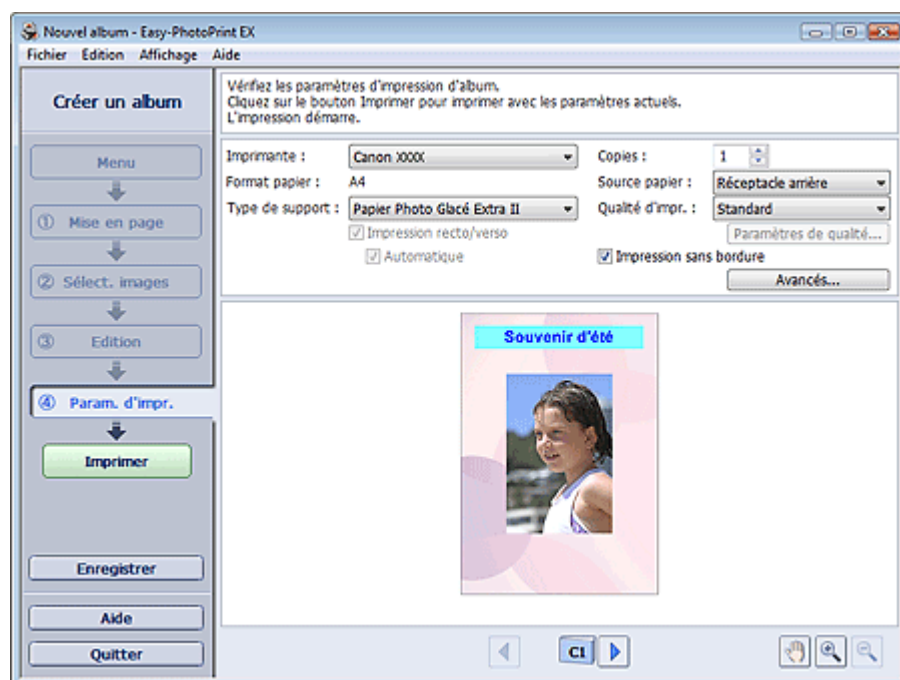 Nouvel album - Easy-PhotoPrint EX
Fichier Edition Affichage Aide
Créer un album
Menu
① Mise en page
② Sélect. images
③ Edition
④ Param. d'impr.
Imprimer
Enregistrer
Aide
Quitter
Vérifiez les paramètres d'impression d'album.
Cliquez sur le bouton Imprimer pour imprimer avec les paramètres actuels.
L'impression démarre.
Imprimante : Canon XXXX Copies : 1
Format papier : A4 Source papier : Réceptacle arrière
Type de support : Papier Photo Glacé Extra II Qualité d'impr. : Standard
Impression recto/verso Paramètres de qualité...
Automatique Impression sans bordure
Avancés...
Souvenir d'été
C1